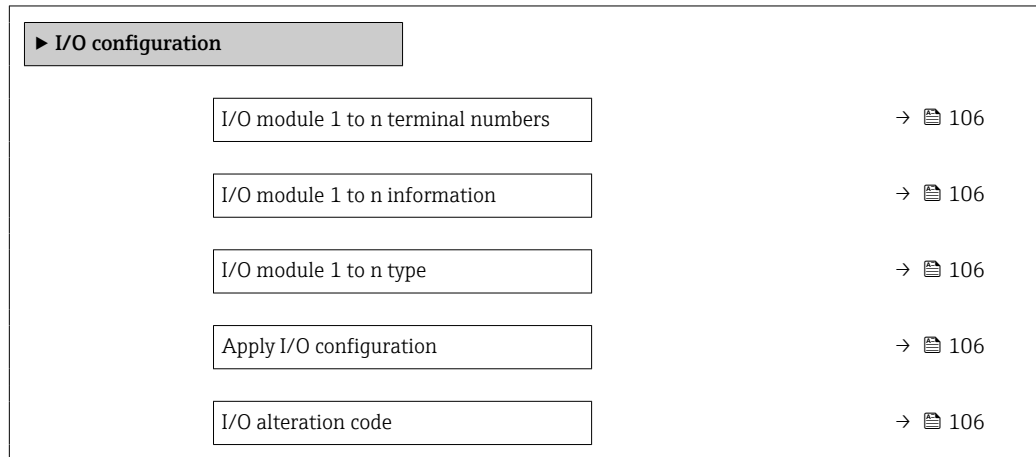 ▶ I/O configuration
I/O module 1 to n terminal numbers → 106
I/O module 1 to n information → 106
I/O module 1 to n type → 106
Apply I/O configuration → 106
I/O alteration code → 106